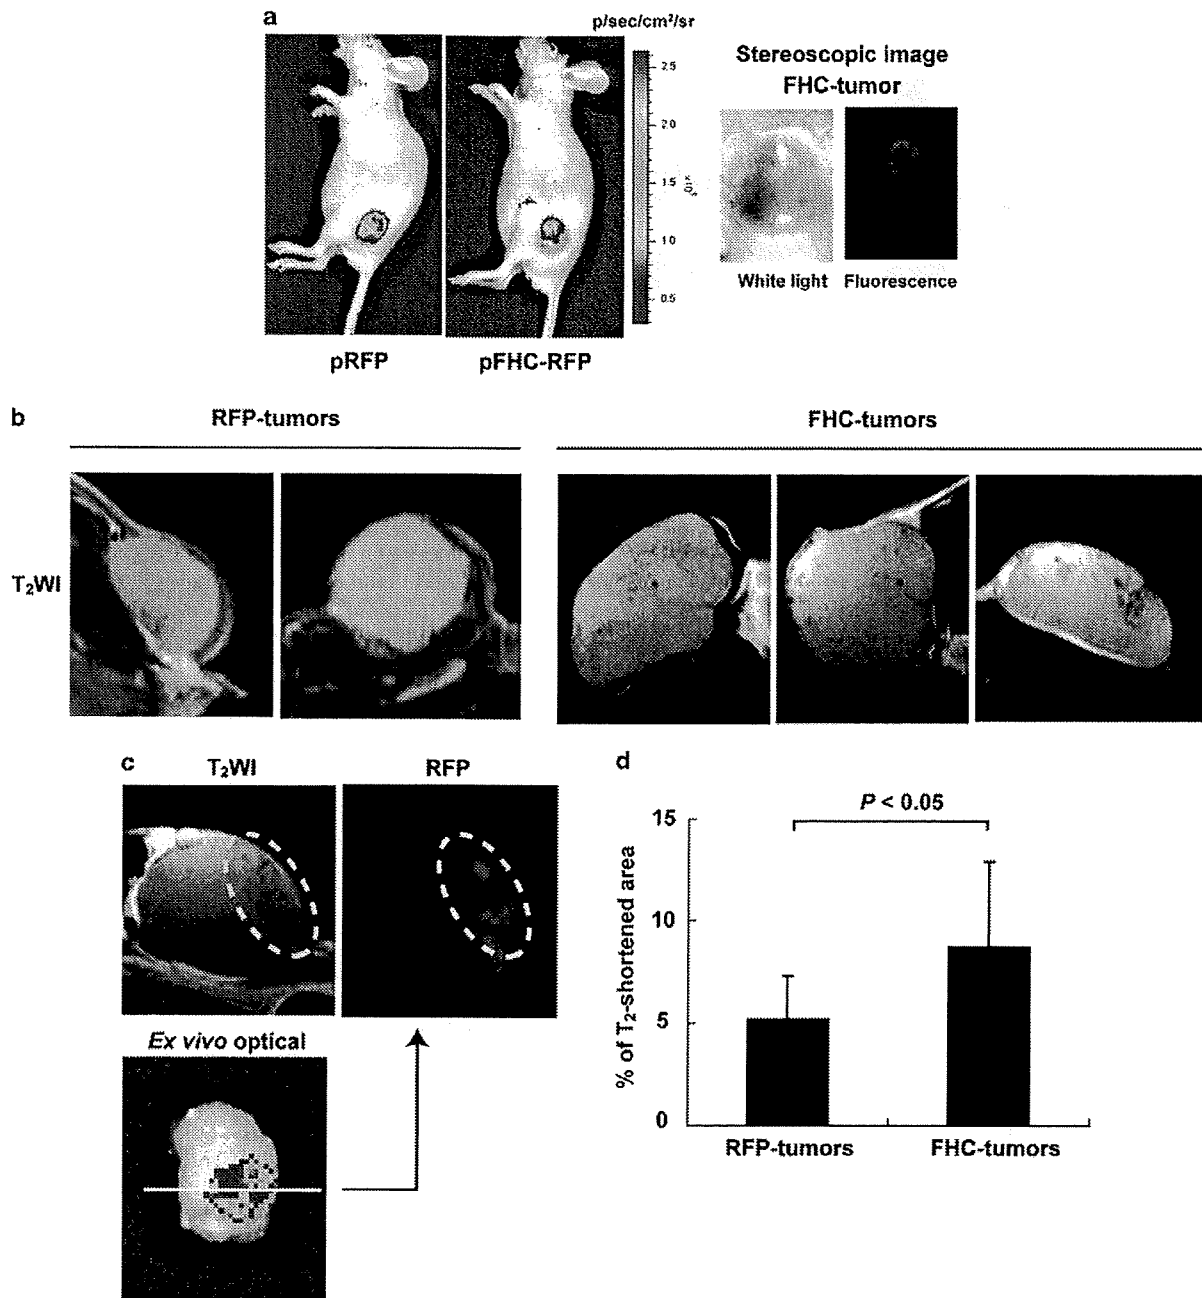 a
p/sec/cm²/sr
2.5
2.0
1.5
1.0
0.5
Stereoscopic image
FHC-tumor
White light
Fluorescence
pRFP
pFHC-RFP
b
RFP-tumors
FHC-tumors
T₂WI
c
T₂WI
RFP
Ex vivo optical
d
P < 0.05
15
10
5
0
% of T₂-shortened area
RFP-tumors
FHC-tumors